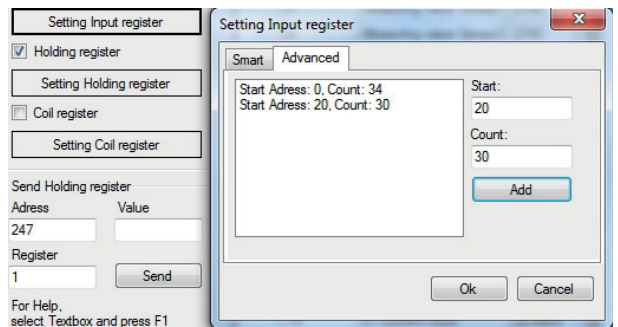 Setting Input register
Holding register
Setting Holding register
Coil register
Setting Coil register
Send Holding register
Adress Value
247
Register
1 Send
For Help,
select Textbox and press F1
Setting Input register
Smart Advanced
Start Adress: 0, Count: 34
Start Adress: 20, Count: 30
Start:
20
Count:
30
Add
Ok Cancel